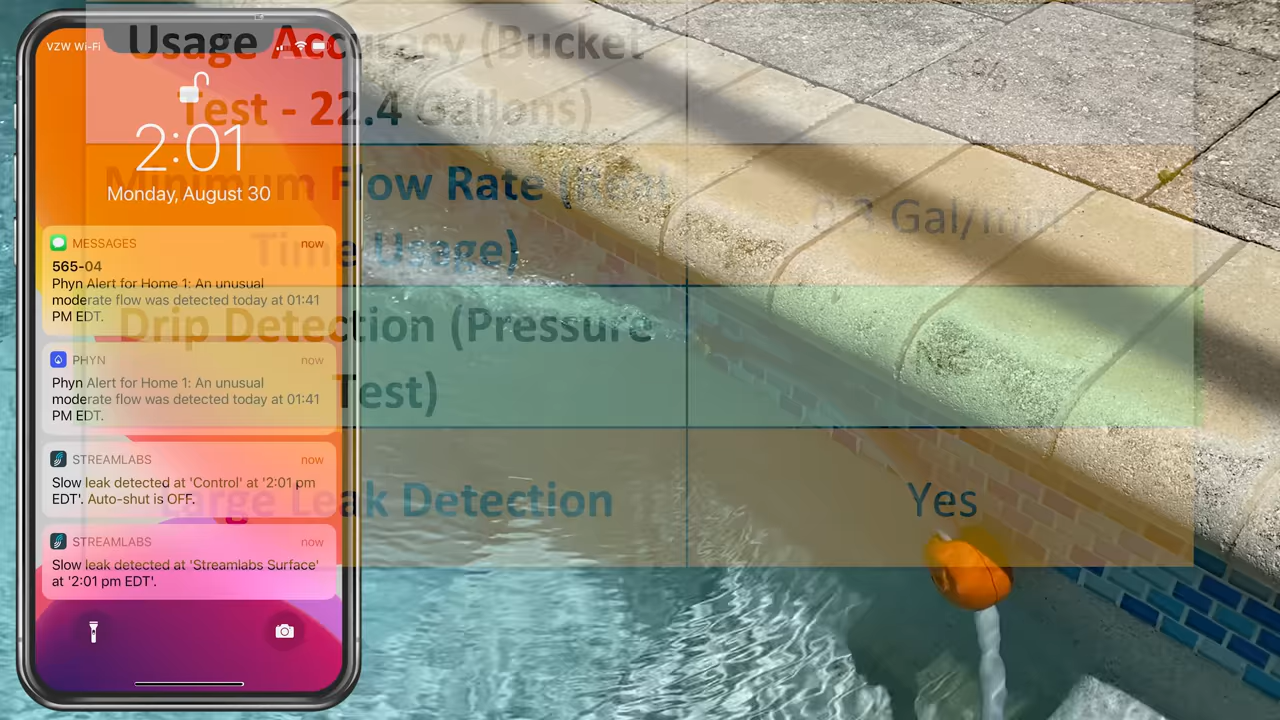 VZW Wi-Fi
2:01
Monday, August 30
MESSAGES now
565-04
Phyn Alert for Home 1: An unusual
moderate flow was detected today at 01:41
PM EDT.
PHYN now
Phyn Alert for Home 1: An unusual
moderate flow was detected today at 01:41
PM EDT.
STREAMLABS now
Slow leak detected at 'Control' at '2:01 pm
EDT'. Auto-shut is OFF.
STREAMLABS now
Slow leak detected at 'Streamlabs Surface'
at '2:01 pm EDT'.
Usage Accuracy (Bucket
Test - 22.4 Gallons)
Minimum Flow Rate (Real
Time Usage)
Gal/min
Drip Detection (Pressure
Test)
Large Leak Detection
Yes